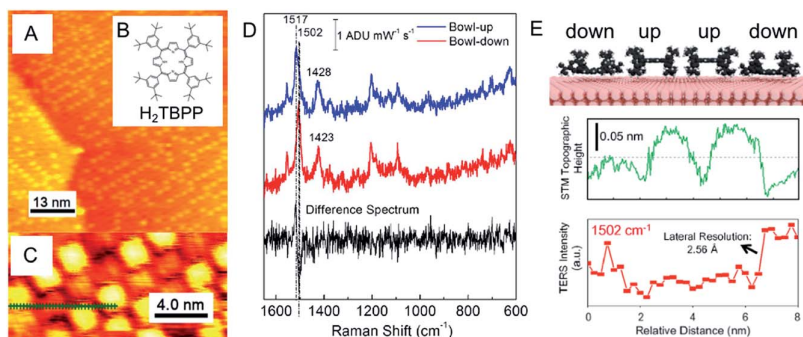 A
B
H₂TBPP
13 nm
C
4.0 nm
D
1517
1502
1 ADU mW⁻¹ s⁻¹
Bowl-up
Bowl-down
1428
1423
Difference Spectrum
1600 1400 1200 1000 800 600
Raman Shift (cm⁻¹)
E
down up up down
0.05 nm
STM Topographic
Height
1502 cm⁻¹
Lateral Resolution:
2.56 Å
TERS Intensity
(a.u.)
0 2 4 6 8
Relative Distance (nm)